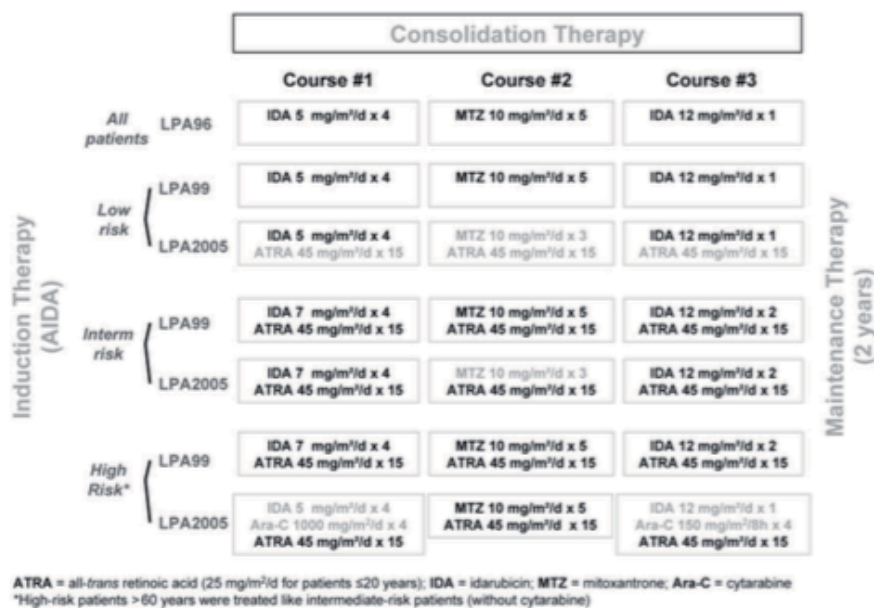 Consolidation Therapy
Course #1 Course #2 Course #3
All patients LPA96
IDA 5 mg/m²/d x 4
MTZ 10 mg/m²/d x 5
IDA 12 mg/m²/d x 1
Low risk
LPA99
IDA 5 mg/m²/d x 4
MTZ 10 mg/m²/d x 5
IDA 12 mg/m²/d x 1
LPA2005
IDA 5 mg/m²/d x 4
ATRA 45 mg/m²/d x 15
MTZ 10 mg/m²/d x 3
ATRA 45 mg/m²/d x 15
IDA 12 mg/m²/d x 1
ATRA 45 mg/m²/d x 15
Induction Therapy
(AIDA)
Interm risk
LPA99
IDA 7 mg/m²/d x 4
ATRA 45 mg/m²/d x 15
MTZ 10 mg/m²/d x 5
ATRA 45 mg/m²/d x 15
IDA 12 mg/m²/d x 2
ATRA 45 mg/m²/d x 15
LPA2005
IDA 7 mg/m²/d x 4
ATRA 45 mg/m²/d x 15
MTZ 10 mg/m²/d x 3
ATRA 45 mg/m²/d x 15
IDA 12 mg/m²/d x 2
ATRA 45 mg/m²/d x 15
Maintenance Therapy
(2 years)
High Risk*
LPA99
IDA 7 mg/m²/d x 4
ATRA 45 mg/m²/d x 15
MTZ 10 mg/m²/d x 5
ATRA 45 mg/m²/d x 15
IDA 12 mg/m²/d x 2
ATRA 45 mg/m²/d x 15
LPA2005
IDA 5 mg/m²/d x 4
Ara-C 1000 mg/m²/d x 4
ATRA 45 mg/m²/d x 15
MTZ 10 mg/m²/d x 5
ATRA 45 mg/m²/d x 15
IDA 12 mg/m²/d x 1
Ara-C 150 mg/m²/8h x 4
ATRA 45 mg/m²/d x 15
ATRA = all-trans retinoic acid (25 mg/m²/d for patients ≤20 years); IDA = idarubicin; MTZ = mitoxantrone; Ara-C = cytarabine
*High-risk patients >60 years were treated like intermediate-risk patients (without cytarabine)